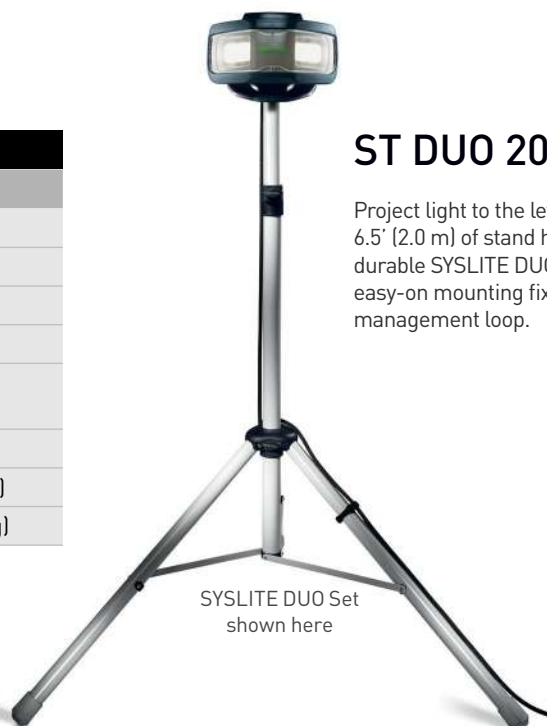 ST DUO 20
Project light to the le
6.5’ (2.0 m) of stand h
durable SYSLITE DUO
easy-on mounting fix
management loop.
)
)
SYSLITE DUO Set
shown here